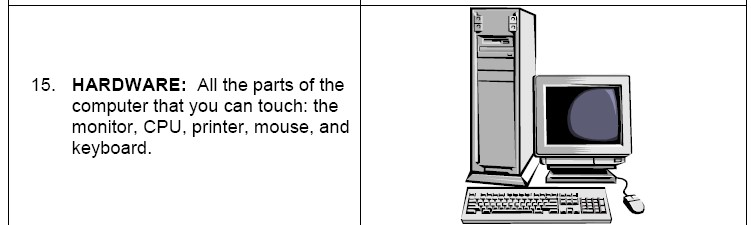 15. HARDWARE: All the parts of the
computer that you can touch: the
monitor, CPU, printer, mouse, and
keyboard.